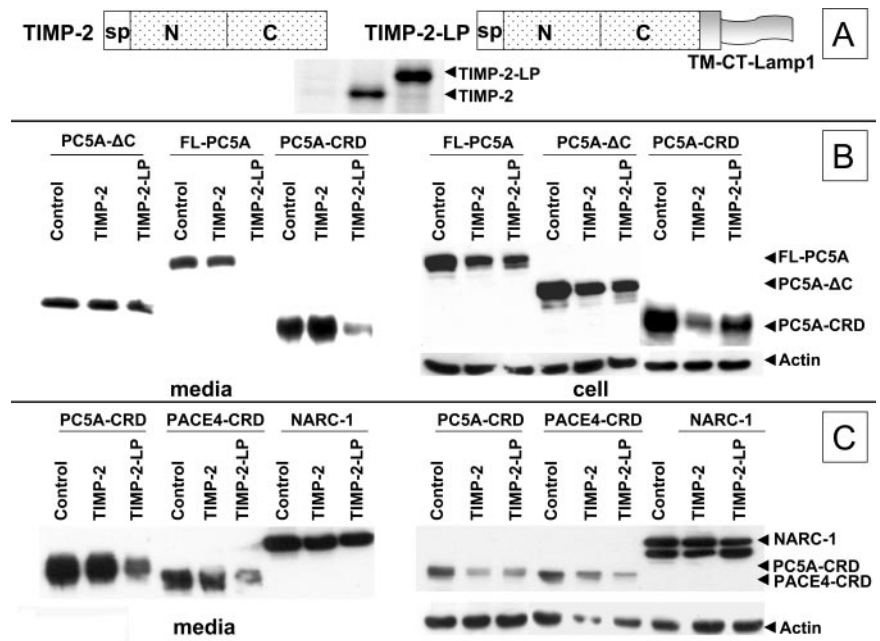 TIMP-2 sp N C TIMP-2-LP sp N C A
TM-CT-Lamp1
◄TIMP-2-LP
◄TIMP-2
PC5A-ΔC FL-PC5A PC5A-CRD FL-PC5A PC5A-ΔC PC5A-CRD B
Control TIMP-2 TIMP-2-LP Control TIMP-2 TIMP-2-LP Control TIMP-2 TIMP-2-LP Control TIMP-2 TIMP-2-LP Control TIMP-2 TIMP-2-LP Control TIMP-2 TIMP-2-LP
◄FL-PC5A
◄PC5A-ΔC
◄PC5A-CRD
◄Actin
media cell
PC5A-CRD PACE4-CRD NARC-1 PC5A-CRD PACE4-CRD NARC-1 C
Control TIMP-2 TIMP-2-LP Control TIMP-2 TIMP-2-LP Control TIMP-2 TIMP-2-LP Control TIMP-2 TIMP-2-LP Control TIMP-2 TIMP-2-LP Control TIMP-2 TIMP-2-LP
◄NARC-1
◄PC5A-CRD
◄PACE4-CRD
◄Actin
media